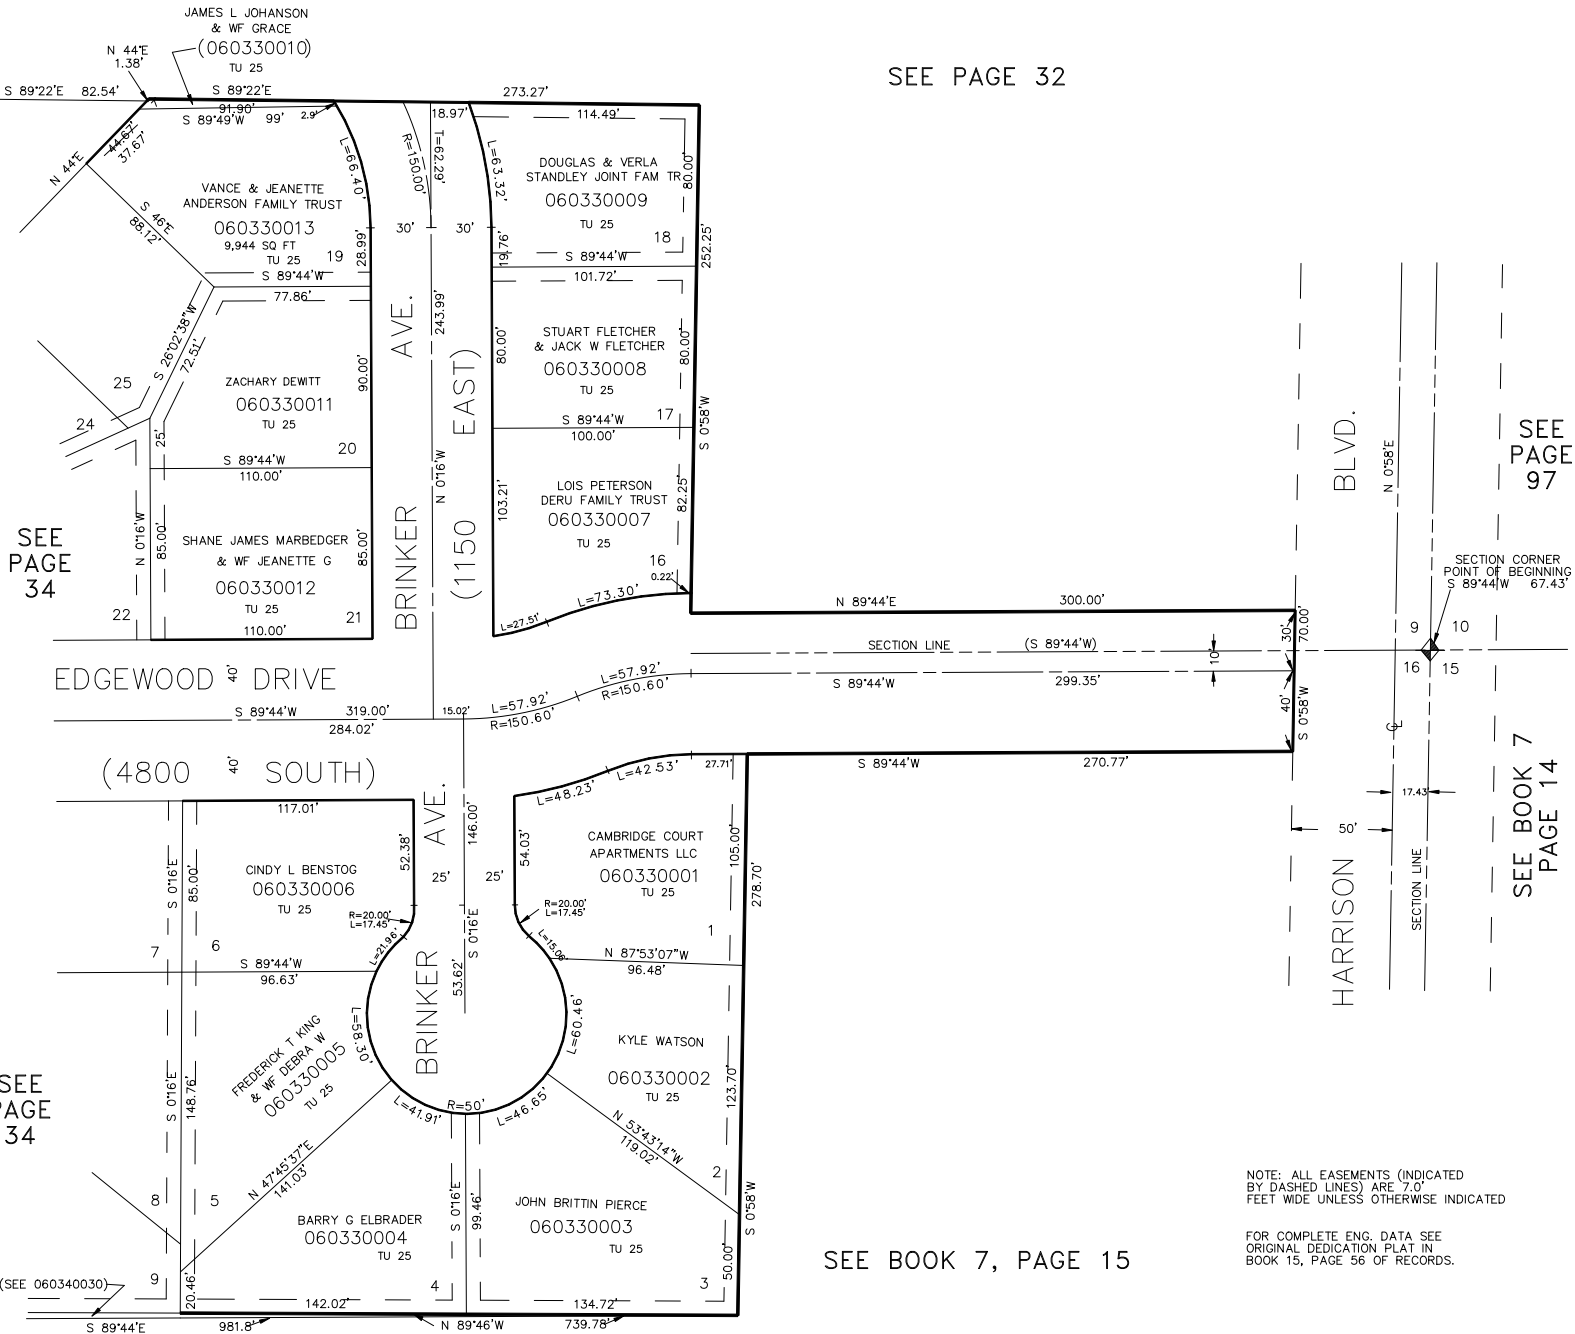 JAMES L JOHANSON
& WF GRACE
(060330010)
TU 25
N 44°E
1.38'
S 89°22'E 82.54'
S 89°22'E
91.90'
S 89°49'W 99'
2.9'
273.27'
18.97'
114.49'
SEE PAGE 32
44.67'
37.67'
N 44°E
S 46°E
88.12'
VANCE & JEANETTE
ANDERSON FAMILY TRUST
060330013
9,944 SQ FT
TU 25
19
S 89°44'W
77.86'
L=66.40'
28.99'
R=150.00'
T=62.29'
L=63.32'
30'
30'
19.76'
DOUGLAS & VERLA
STANDLEY JOINT FAM TR
060330009
TU 25
18
80.00'
252.25'
S 89°44'W
101.72'
S 26°02'38"W
72.51'
25
24
25'
ZACHARY DEWITT
060330011
TU 25
20
90.00'
S 89°44'W
110.00'
BRINKER AVE.
(1150 EAST)
243.99'
N 0°16'W
80.00'
STUART FLETCHER
& JACK W FLETCHER
060330008
TU 25
17
80.00'
S 89°44'W
100.00'
S 0°58'W
103.21'
LOIS PETERSON
DERU FAMILY TRUST
060330007
TU 25
16
0.22'
82.25'
L=73.30'
L=27.51'
SEE
PAGE
34
N 0°16'W
85.00'
SHANE JAMES MARBEDGER
& WF JEANETTE G
060330012
TU 25
21
85.00'
22
110.00'
EDGEWOOD DRIVE
40'
S 89°44'W 319.00'
284.02'
15.02'
(4800 SOUTH)
40'
L=57.92'
R=150.60'
L=57.92'
R=150.60'
N 89°44'E 300.00'
SECTION LINE (S 89°44'W)
10'
S 89°44'W 299.35'
30'
70.00'
40'
S 0°58'W
S 89°44'W 270.77'
27.71'
L=42.53'
L=48.23'
HARRISON BLVD.
N 0°58'E
SEE
PAGE
97
SECTION CORNER
POINT OF BEGINNING
S 89°44'W 67.43'
9
10
16
15
17.43'
50'
SECTION LINE
SEE BOOK 7
PAGE 14
117.01'
52.38'
BRINKER AVE.
146.00'
25'
25'
54.03'
S 0°16'E
53.62'
S 0°16'E
85.00'
CINDY L BENSTOG
060330006
TU 25
7
6
R=20.00'
L=17.45'
L=21.96'
S 89°44'W
96.63'
CAMBRIDGE COURT
APARTMENTS LLC
060330001
TU 25
1
105.00'
278.70'
R=20.00'
L=17.45'
L=15.06'
N 87°53'07"W
96.48'
L=58.30'
L=60.46'
R=50'
L=41.91'
L=46.65'
FREDERICK T KING
& WF DEBRA W
060330005
TU 25
S 0°16'E
148.76'
KYLE WATSON
060330002
TU 25
123.70'
2
N 53°43'14"W
119.02'
SEE
PAGE
34
N 47°45'37"E
141.03'
8
5
9
20.46'
BARRY G ELBRADER
060330004
TU 25
4
142.02'
S 0°16'E
99.46'
JOHN BRITTIN PIERCE
060330003
TU 25
3
134.72'
50.00'
S 0°58'W
(SEE 060340030)
S 89°44'E 981.8'
N 89°46'W 739.78'
SEE BOOK 7, PAGE 15
NOTE: ALL EASEMENTS (INDICATED
BY DASHED LINES) ARE 7.0'
FEET WIDE UNLESS OTHERWISE INDICATED
FOR COMPLETE ENG. DATA SEE
ORIGINAL DEDICATION PLAT IN
BOOK 15, PAGE 56 OF RECORDS.